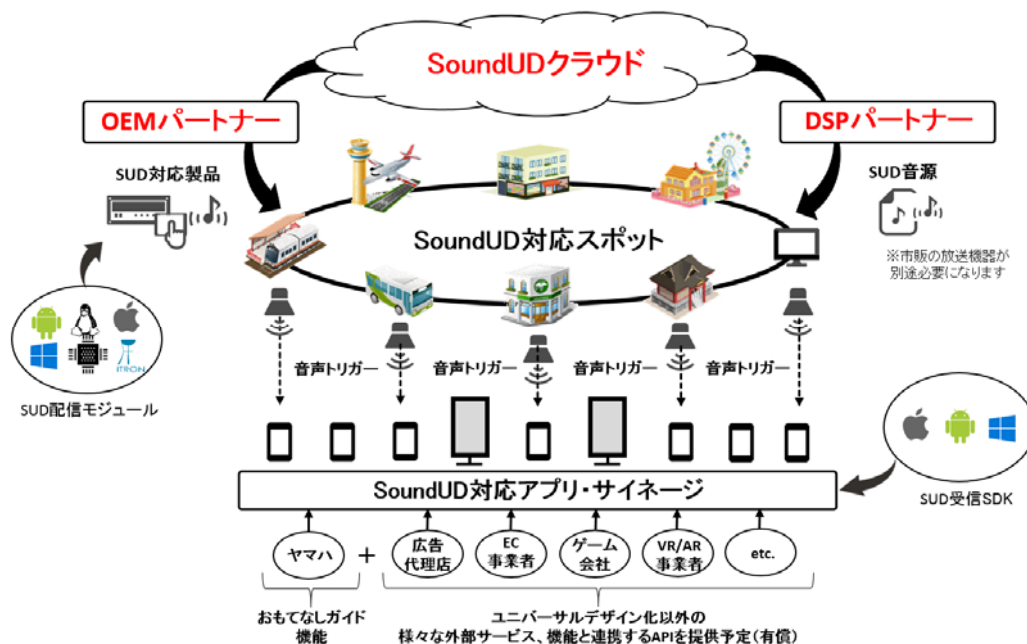 SoundUDクラウド
OEMパートナー
DSPパートナー
SUD対応製品
SUD音源
※市販の放送機器が
別途必要になります
SoundUD対応スポット
ITRON
SUD配信モジュール
音声トリガー
音声トリガー
音声トリガー
音声トリガー
SUD受信SDK
SoundUD対応アプリ・サイネージ
ヤマハ
+
広告
代理店
EC
事業者
ゲーム
会社
VR/AR
事業者
etc.
おもてなしガイド
機能
ユニバーサルデザイン化以外の
様々な外部サービス、機能と連携するAPIを提供予定(有償)